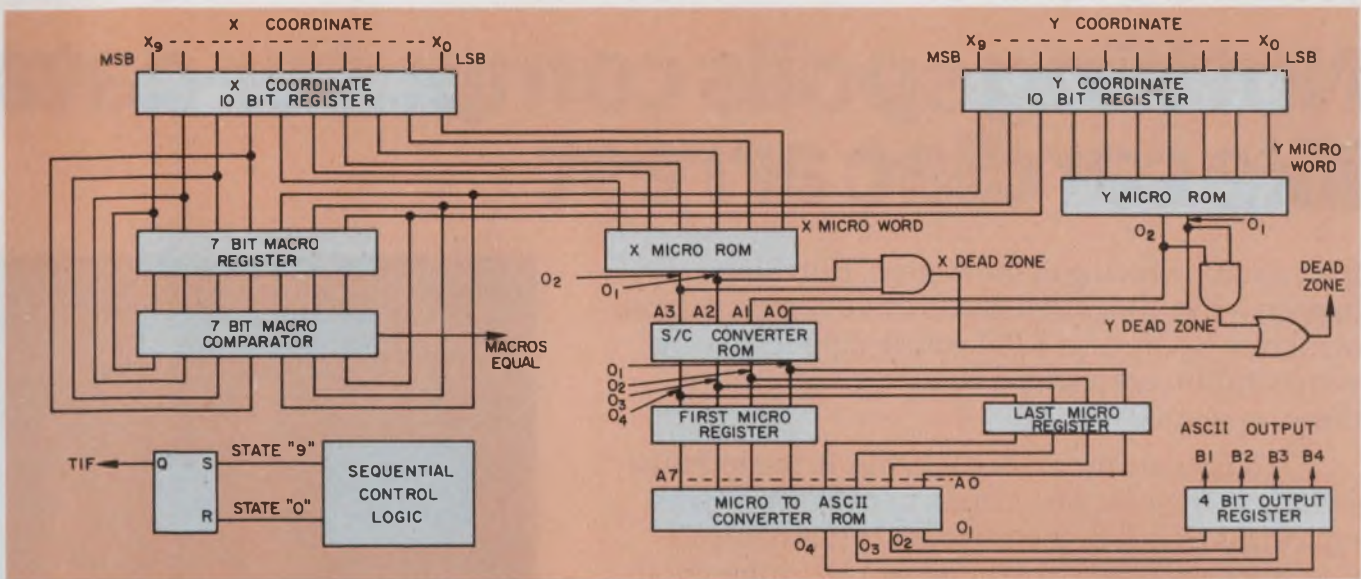 X COORDINATE
X9 X0
MSB LSB
X COORDINATE
10 BIT REGISTER
Y COORDINATE
X9 X0
MSB LSB
Y COORDINATE
10 BIT REGISTER
Y MICRO
WORD
Y MICRO ROM
O2 O1
7 BIT MACRO
REGISTER
X MICRO WORD
X MICRO ROM
O2 O1
X DEAD ZONE
DEAD
ZONE
Y DEAD ZONE
7 BIT MACRO
COMPARATOR
MACROS
EQUAL
A3 A2 A1 A0
S/C CONVERTER
ROM
O1
O2
O3
O4
FIRST MICRO
REGISTER
LAST MICRO
REGISTER
ASCII OUTPUT
B1 B2 B3 B4
TIF Q S STATE "9"
R STATE "0"
SEQUENTIAL
CONTROL
LOGIC
A7 A0
MICRO TO ASCII
CONVERTER ROM
O4 O3 O2 O1
4 BIT OUTPUT
REGISTER